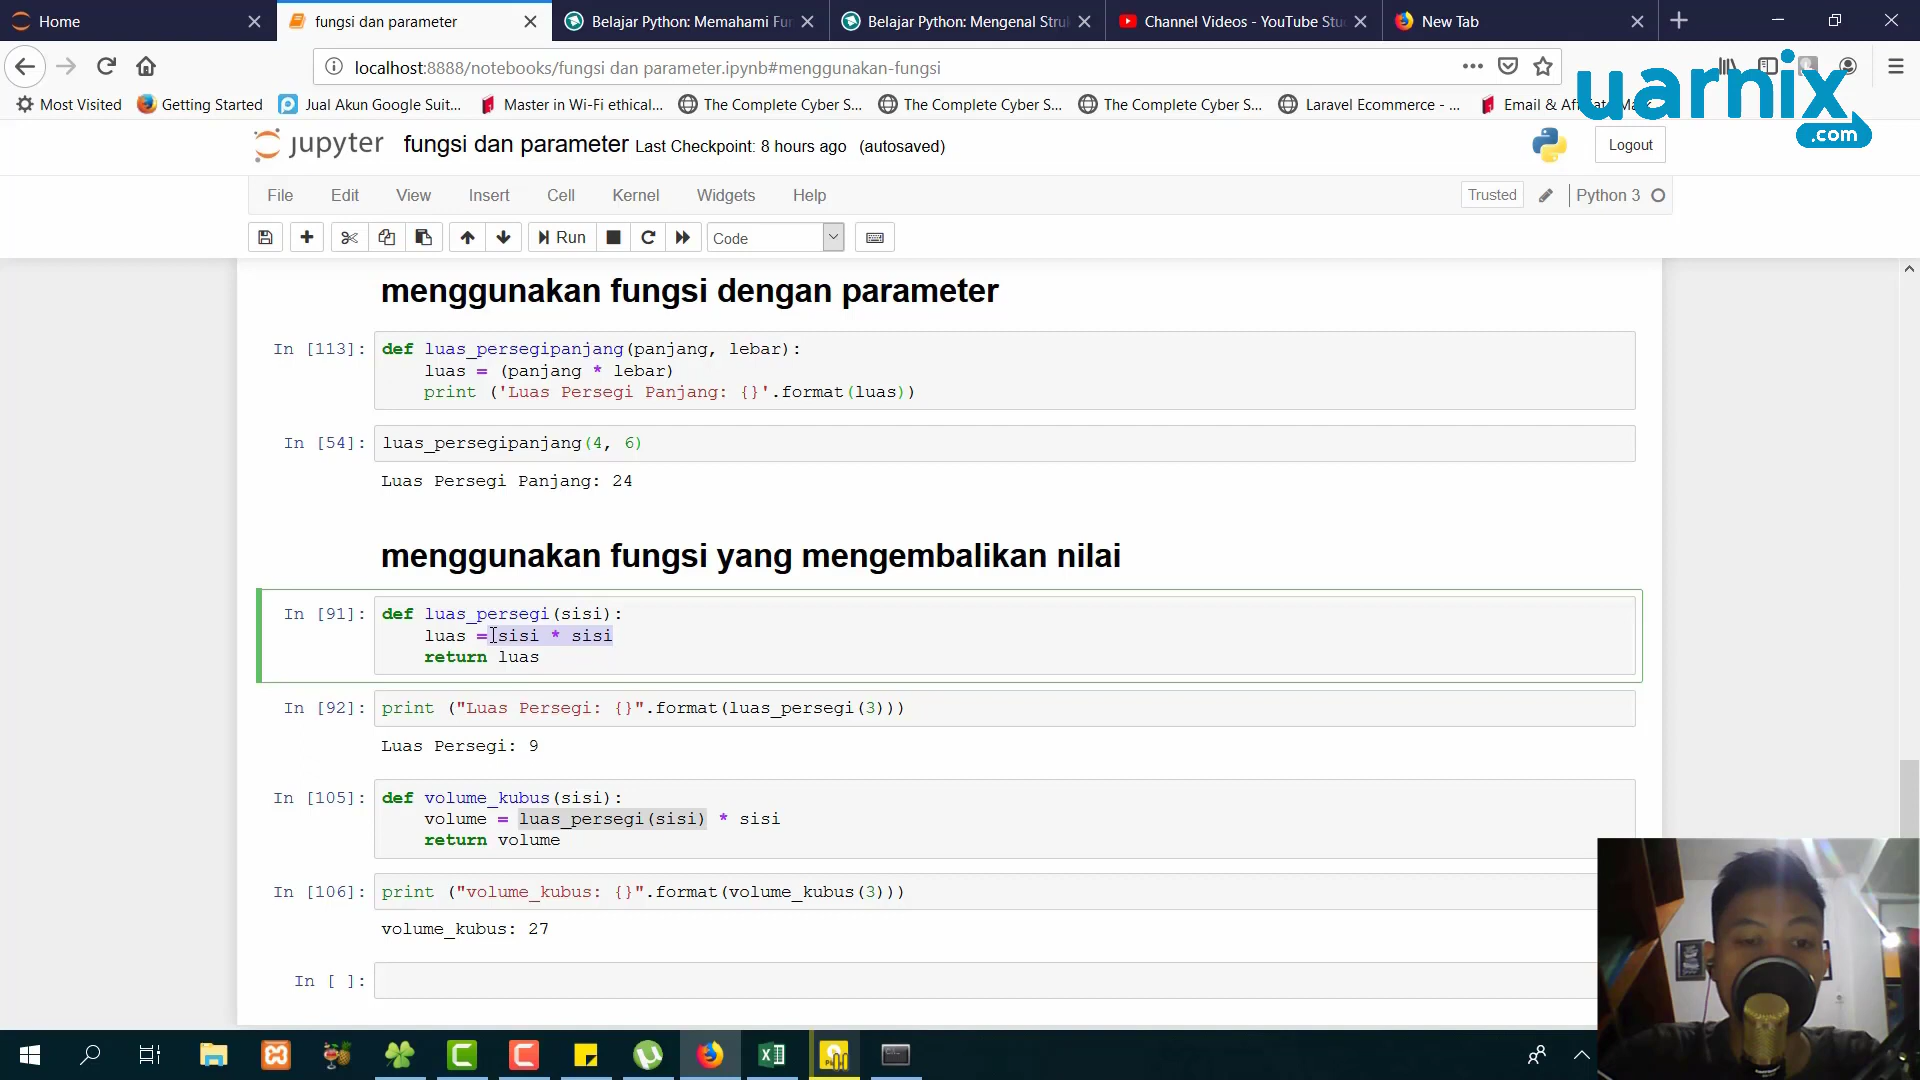 Home
fungsi dan parameter
Belajar Python: Memahami Fun
Belajar Python: Mengenal Struk
Channel Videos - YouTube Stu
New Tab
localhost:8888/notebooks/fungsi dan parameter.ipynb#menggunakan-fungsi
Most Visited
Getting Started
Jual Akun Google Suit...
Master in Wi-Fi ethical...
The Complete Cyber S...
The Complete Cyber S...
The Complete Cyber S...
Laravel Ecommerce - ...
uarnix
.com
jupyter fungsi dan parameter Last Checkpoint: 8 hours ago (autosaved)
Logout
File Edit View Insert Cell Kernel Widgets Help
Trusted
Python 3
Run
Code
menggunakan fungsi dengan parameter
In [113]: def luas_persegipanjang(panjang, lebar):
luas = (panjang * lebar)
print ('Luas Persegi Panjang: {}'.format(luas))
In [54]: luas_persegipanjang(4, 6)
Luas Persegi Panjang: 24
menggunakan fungsi yang mengembalikan nilai
In [91]: def luas_persegi(sisi):
luas = sisi * sisi
return luas
In [92]: print ("Luas Persegi: {}".format(luas_persegi(3)))
Luas Persegi: 9
In [105]: def volume_kubus(sisi):
volume = luas_persegi(sisi) * sisi
return volume
In [106]: print ("volume_kubus: {}".format(volume_kubus(3)))
volume_kubus: 27
In [ ]: